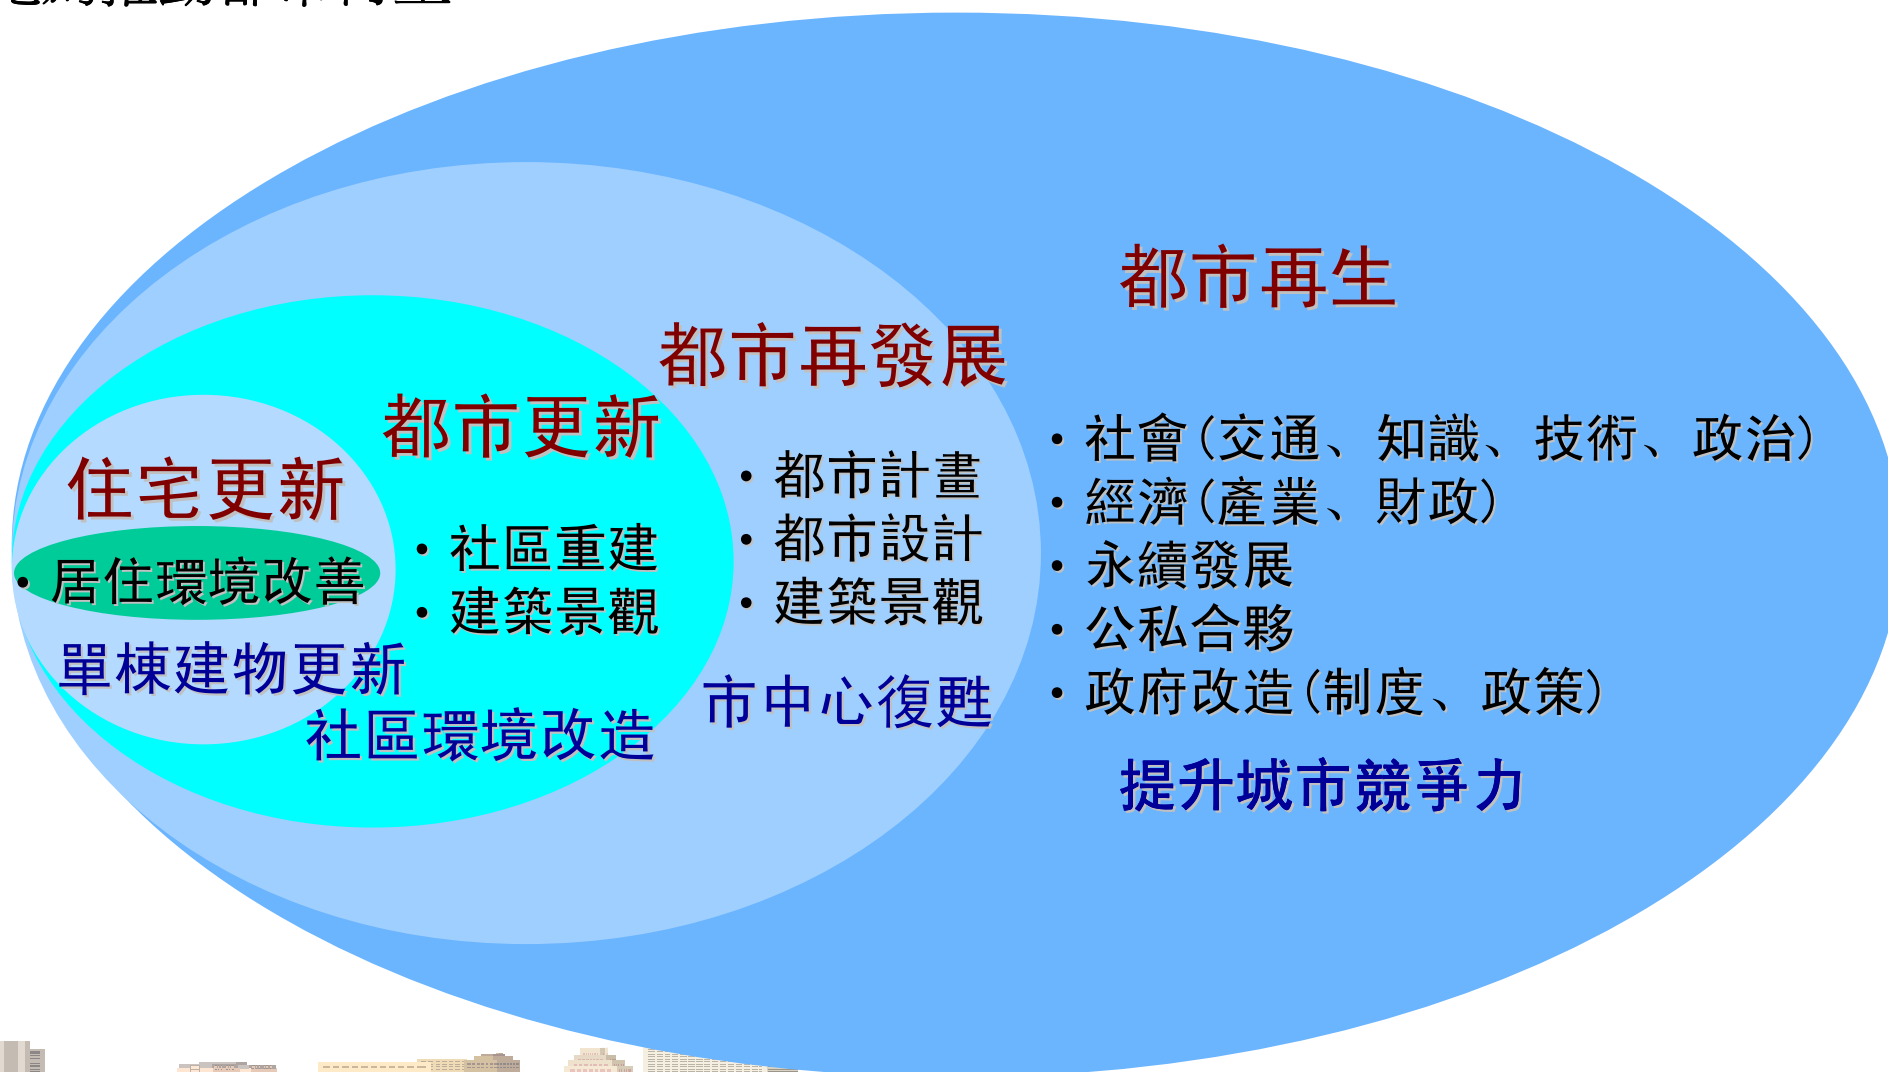 住宅更新
• 居住環境改善
單棟建物更新
都市更新
• 社區重建
• 建築景觀
社區環境改造
都市再發展
• 都市計畫
• 都市設計
• 建築景觀
市中心復甦
都市再生
• 社會(交通、知識、技術、政治)
• 經濟(產業、財政)
• 永續發展
• 公私合夥
• 政府改造(制度、政策)
提升城市競爭力